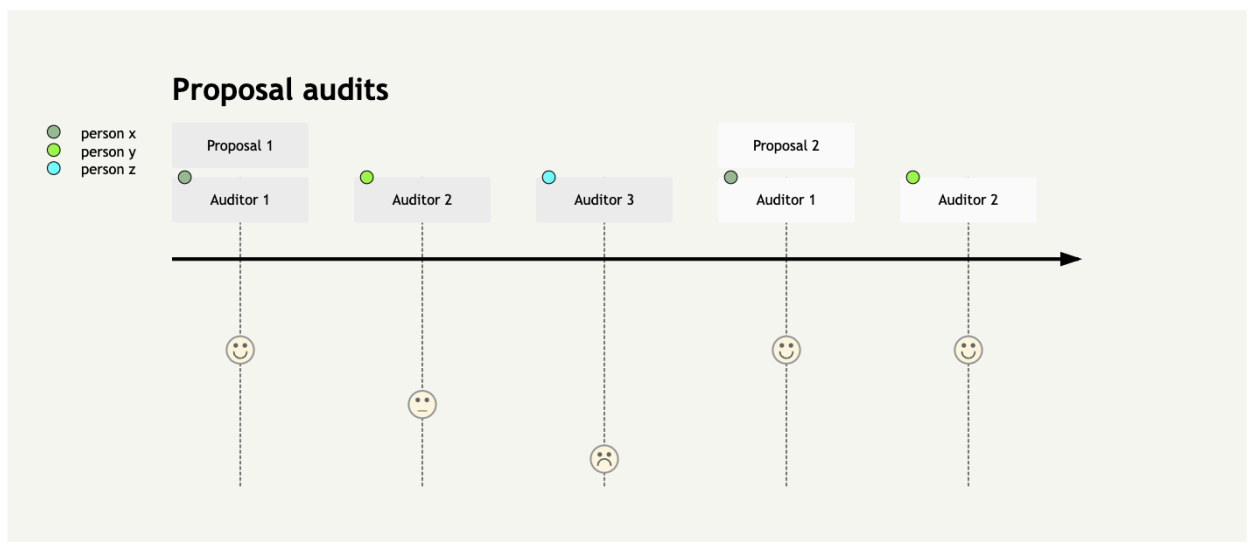 Proposal audits
person x
person y
person z
Proposal 1
Proposal 2
Auditor 1
Auditor 2
Auditor 3
Auditor 1
Auditor 2